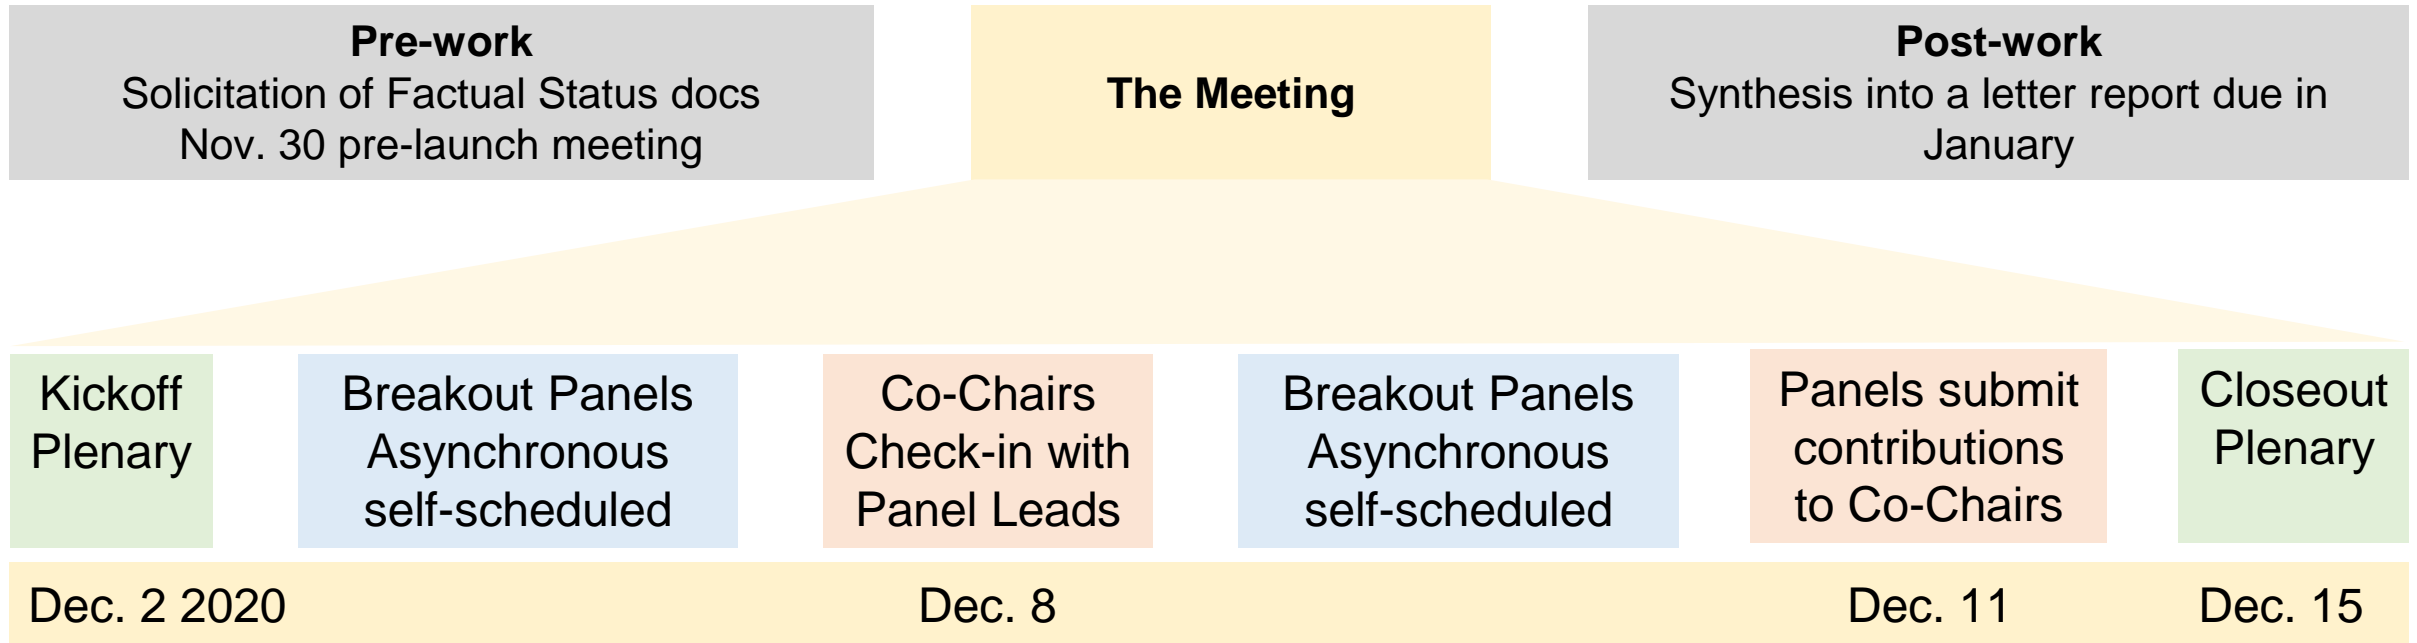 Pre-work
Solicitation of Factual Status docs
Nov. 30 pre-launch meeting
The Meeting
Post-work
Synthesis into a letter report due in
January
Kickoff
Plenary
Breakout Panels
Asynchronous
self-scheduled
Co-Chairs
Check-in with
Panel Leads
Breakout Panels
Asynchronous
self-scheduled
Panels submit
contributions
to Co-Chairs
Closeout
Plenary
Dec. 2 2020
Dec. 8
Dec. 11
Dec. 15